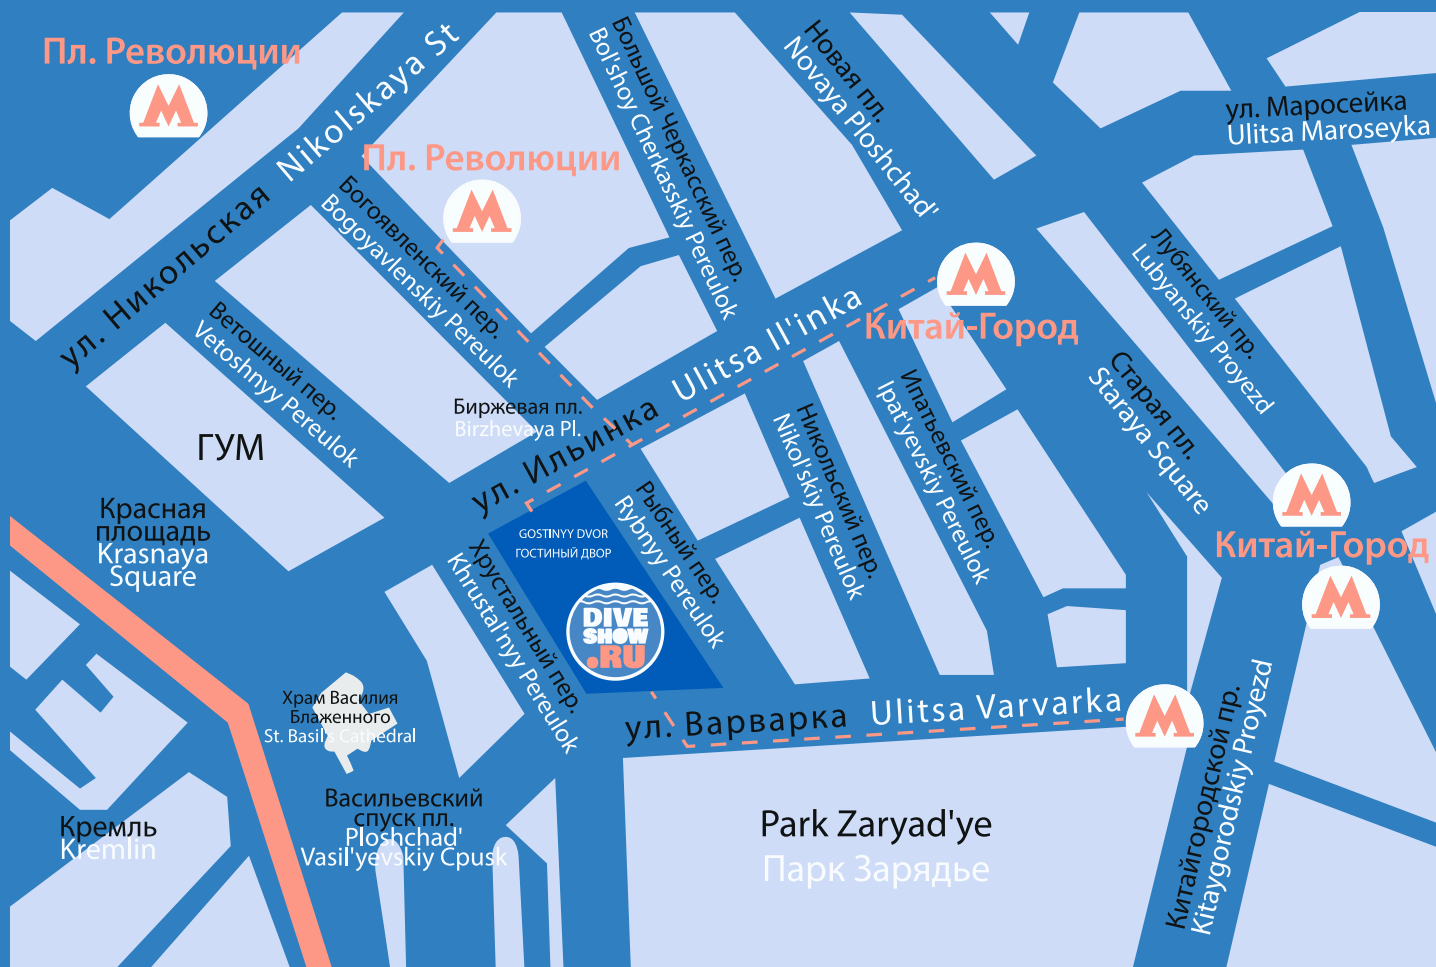 Пл. Революции
ул. Никольская Nikolskaya St
Большой Черкасский пер.
Bol'shoy Cherkasskiy Pereulok
Новая пл.
Novaya Ploshchad'
ул. Маросейка
Ulitsa Maroseyka
Пл. Революции
Богоявленский пер.
Bogoyavlenskiy Pereulok
Ветошный пер.
Vetoshnyy Pereulok
Лубянский пр.
Lubyanskiy Proyezd
Китай-Город
ул. Ильинка Ulitsa Il'inka
Старая пл.
Staraya Square
Ипатьевский пер.
Ipat'yevskiy Pereulok
Никольский пер.
Nikol'skiy Pereulok
Биржевая пл.
Birzhevaya Pl.
ГУМ
Красная
площадь
Krasnaya
Square
GOSTINYY DVOR
ГОСТИНЫЙ ДВОР
DIVE
SHOW
.RU
Рыбный пер.
Rybnyy Pereulok
Хрустальный пер.
Khrustal'nyy Pereulok
Китай-Город
Храм Василия
Блаженного
St. Basil's Cathedral
ул. Варварка Ulitsa Varvarka
Китайгородской пр.
Kitaygorodskiy Proyezd
Васильевский
спуск пл.
Ploshchad'
Vasil'yevskiy Cpusk
Кремль
Kremlin
Park Zaryad'ye
Парк Зарядье